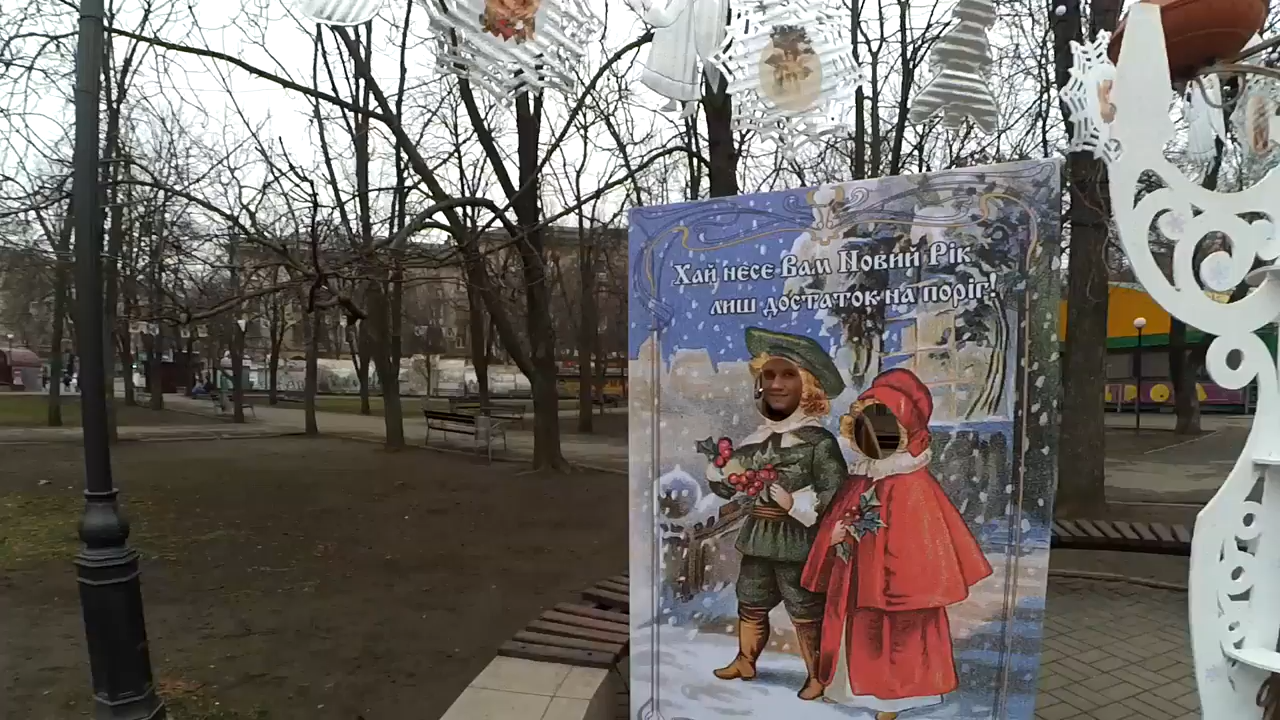 Хай несе Вам Новий Рік
лиш достаток на поріг!